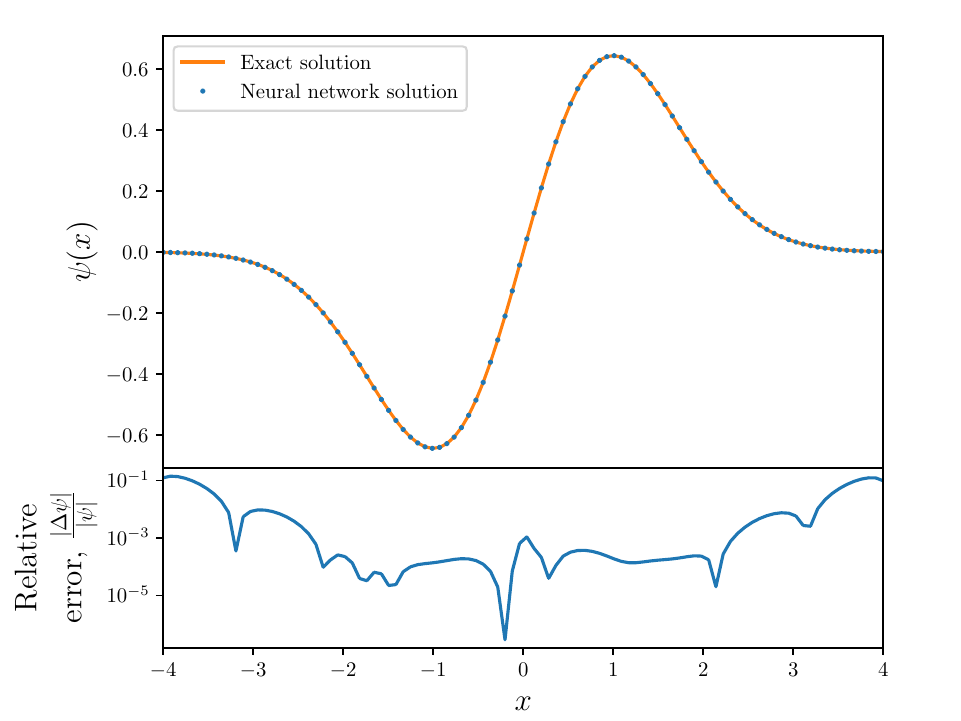 Exact solution
Neural network solution
ψ(x)
0.6
0.4
0.2
0.0
−0.2
−0.4
−0.6
Relative
error, |Δψ|/|ψ|
10⁻¹
10⁻³
10⁻⁵
−4 −3 −2 −1 0 1 2 3 4
x